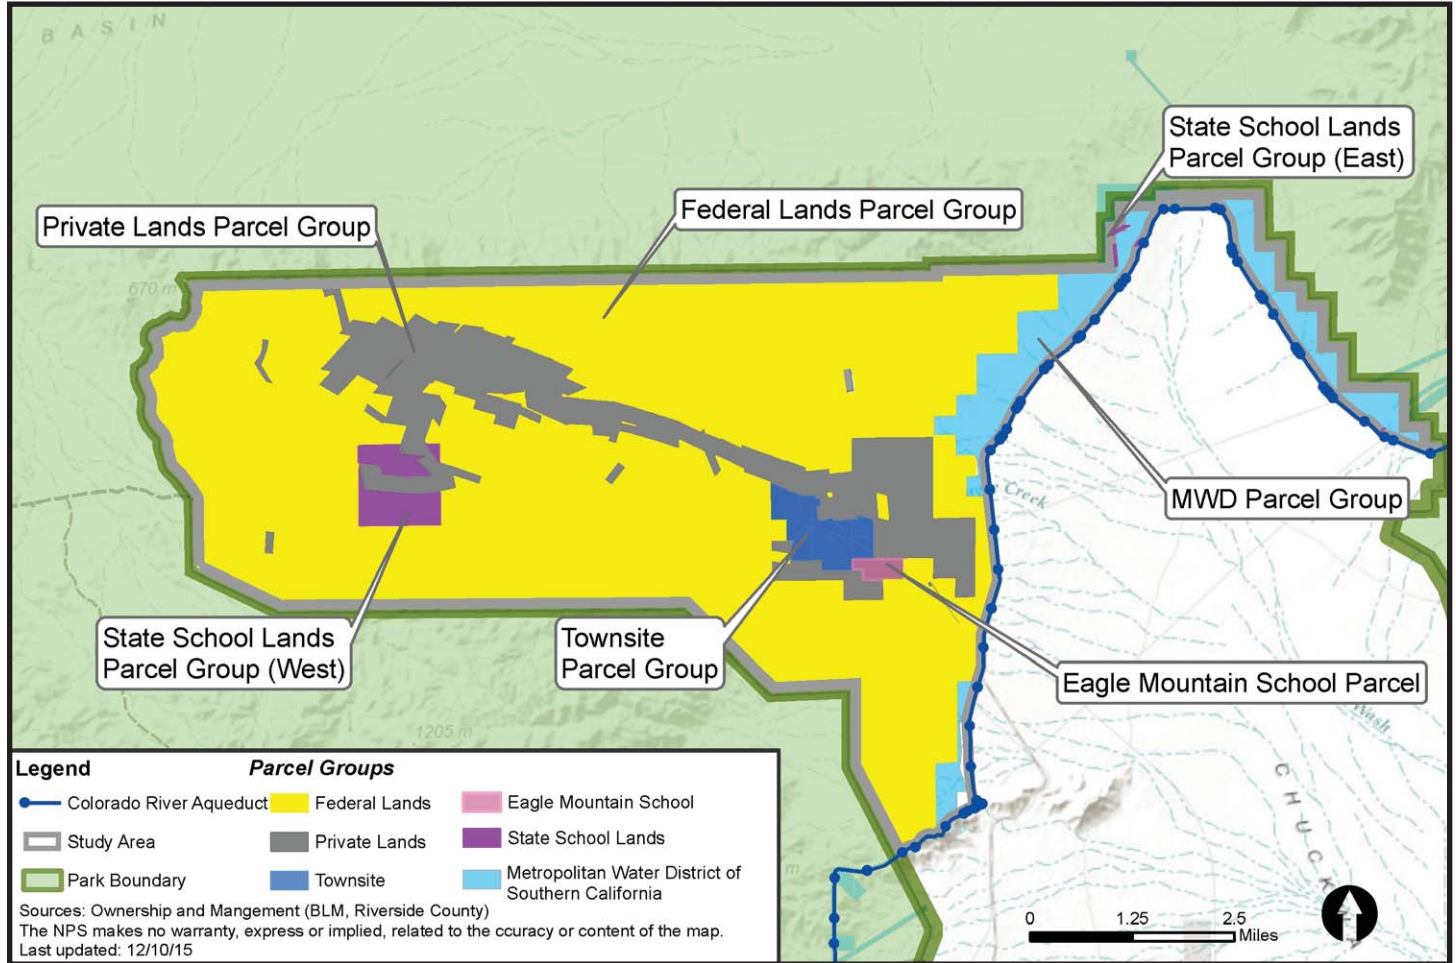 BASIN
State School Lands
Parcel Group (East)
Federal Lands Parcel Group
Private Lands Parcel Group
670 m
MWD Parcel Group
Creek
State School Lands
Parcel Group (West)
Townsite
Parcel Group
Eagle Mountain School Parcel
Wash
1205 m
CHUCK
m
Legend
Parcel Groups
Colorado River Aqueduct
Federal Lands
Eagle Mountain School
Study Area
Private Lands
State School Lands
Park Boundary
Townsite
Metropolitan Water District of
Southern California
Sources: Ownership and Mangement (BLM, Riverside County)
The NPS makes no warranty, express or implied, related to the ccuracy or content of the map.
Last updated: 12/10/15
0 1.25 2.5
Miles